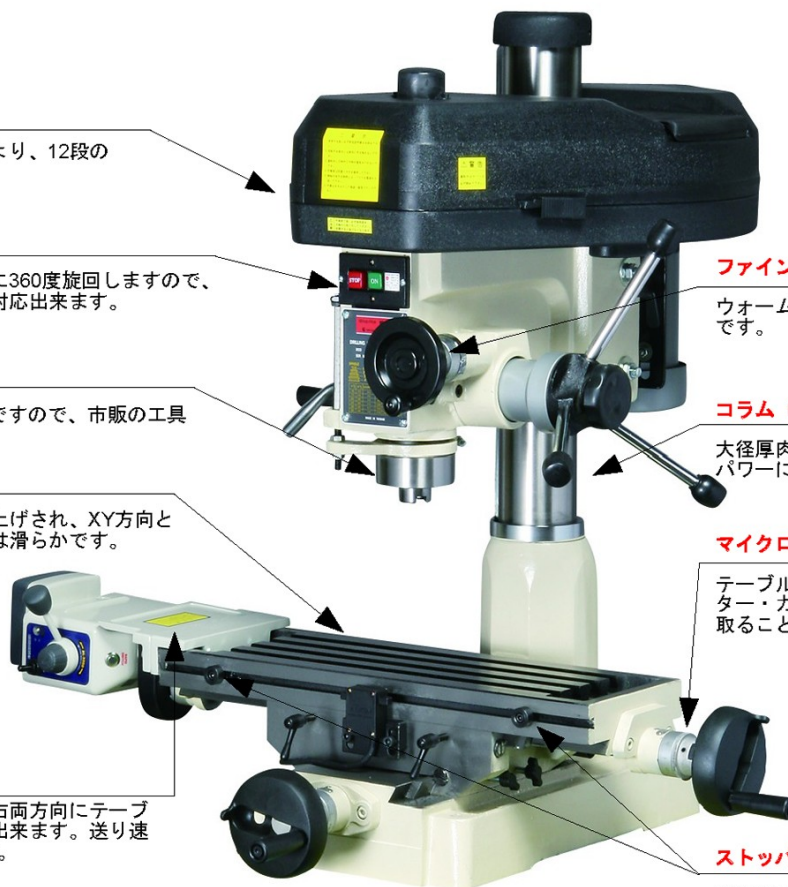 より、12段の
に360度旋回しますので、
対応出来ます。
ですので、市販の工具
上げされ、XY方向と
は滑らかです。
右両方向にテーブ
出来ます。送り速
。
STOP
ON
ファイン
ウォーム
です。
コラム
大径厚肉
パワーに
マイクロ
テーブル
ター・カ
取ること
ストッパ